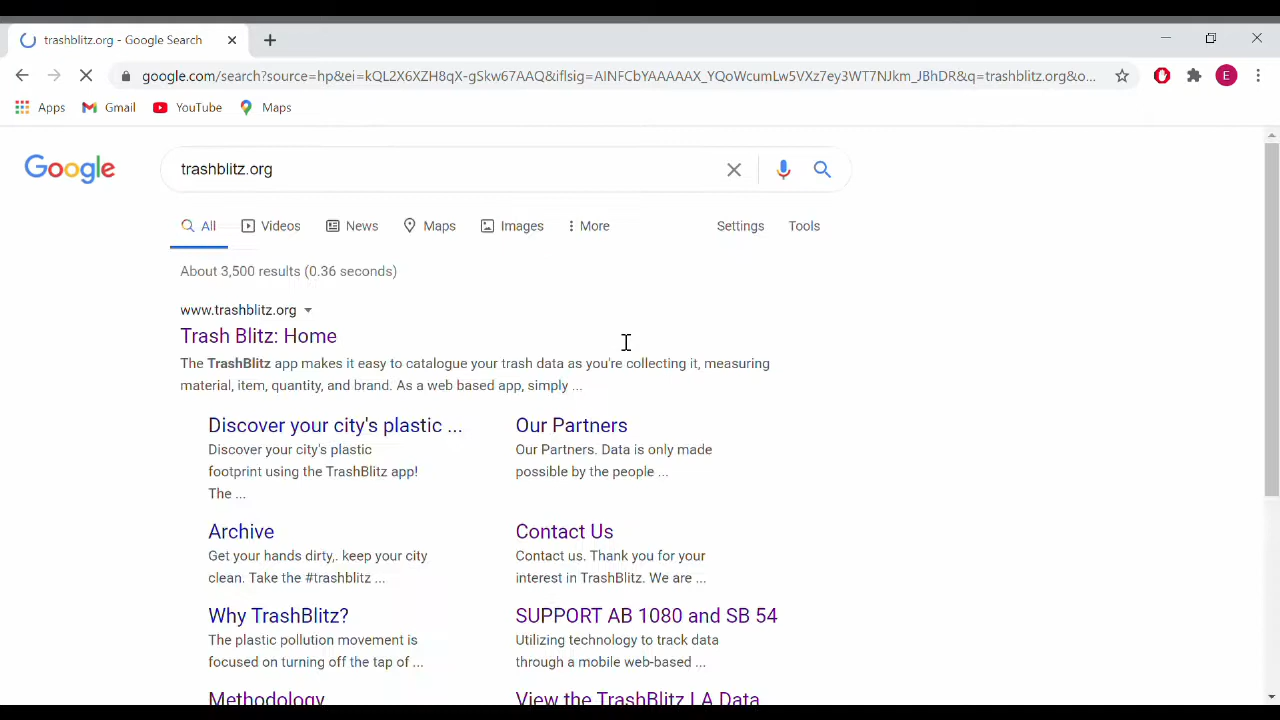 trashblitz.org - Google Search
google.com/search?source=hp&ei=kQL2X6XZH8qX-gSkw67AAQ&iflsig=AINFCbYAAAAAX_YQoWcumLw5VXz7ey3WT7NJkm_JBhDR&q=trashblitz.org&o...
E
Apps Gmail YouTube Maps
Google
trashblitz.org
All Videos News Maps Images More Settings Tools
About 3,500 results (0.36 seconds)
www.trashblitz.org
Trash Blitz: Home
The TrashBlitz app makes it easy to catalogue your trash data as you're collecting it, measuring
material, item, quantity, and brand. As a web based app, simply ...
Discover your city's plastic ...
Discover your city's plastic
footprint using the TrashBlitz app!
The ...
Our Partners
Our Partners. Data is only made
possible by the people ...
Archive
Get your hands dirty,. keep your city
clean. Take the #trashblitz ...
Contact Us
Contact us. Thank you for your
interest in TrashBlitz. We are ...
Why TrashBlitz?
The plastic pollution movement is
focused on turning off the tap of ...
SUPPORT AB 1080 and SB 54
Utilizing technology to track data
through a mobile web-based ...
Methodology
View the TrashBlitz LA Data